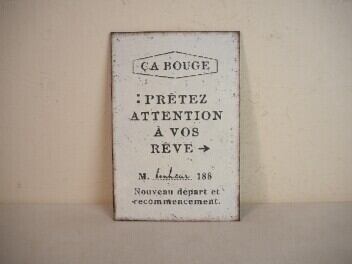 ÇA BOUGE
: PRÊTEZ
ATTENTION
À VOS
RÊVE →
M. bonheur 188
Nouveau départ et
recommencement.